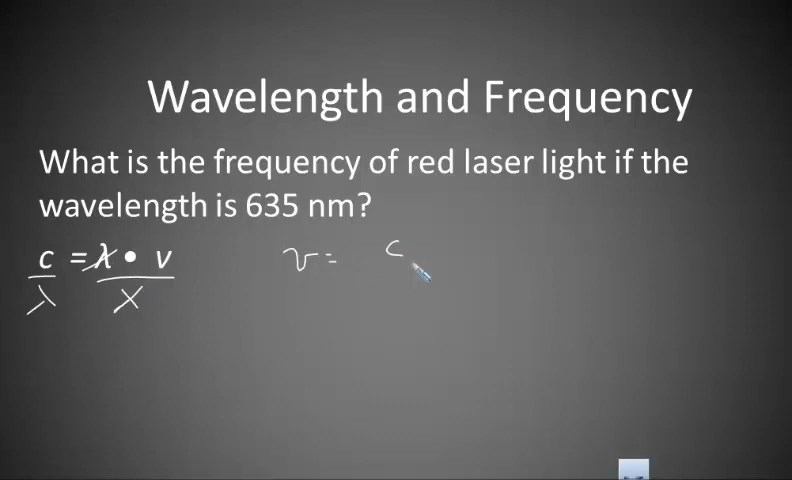 Wavelength and Frequency
What is the frequency of red laser light if the
wavelength is 635 nm?
c = λ • v ν = c
λ λ